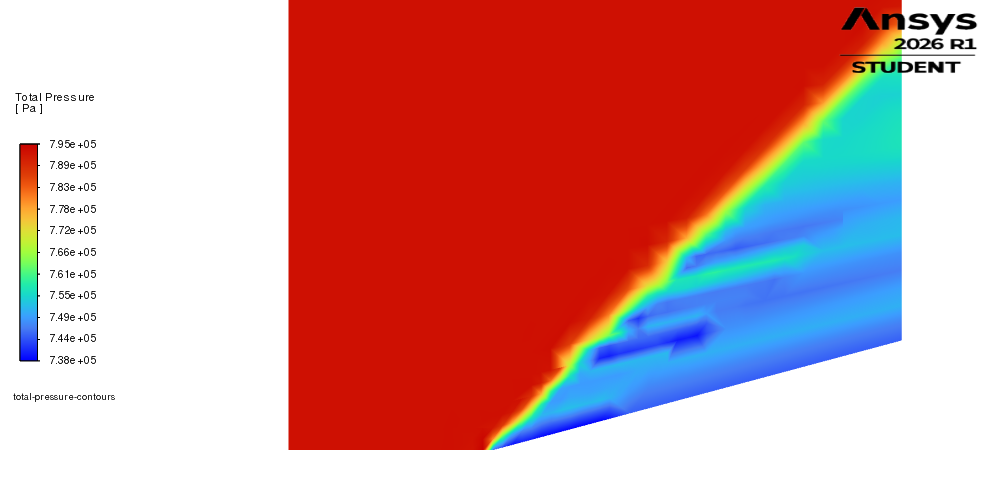 Ansys
2026 R1
STUDENT
Total Pressure
[ Pa ]
7.95e +05
7.89e +05
7.83e +05
7.78e +05
7.72e +05
7.66e +05
7.61e +05
7.55e +05
7.49e +05
7.44e +05
7.38e +05
total-pressure-contours